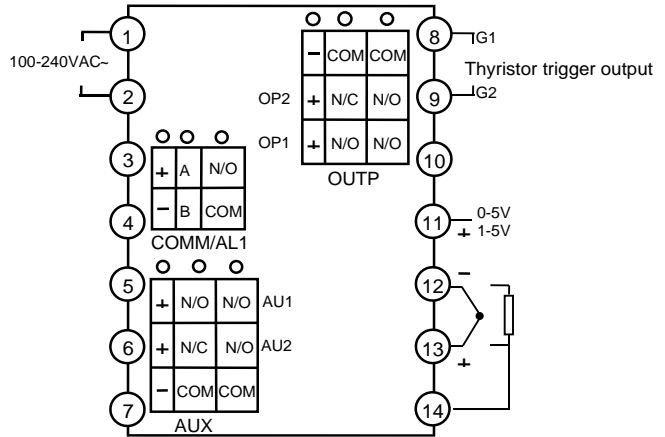 1
100-240VAC~
2
3
4
5
6
7
− COM COM
OP2 + N/C N/O
OP1 + N/O N/O
OUTP
+ A N/O
− B COM
COMM/AL1
+ N/O N/O AU1
+ N/C N/O AU2
− COM COM
AUX
8 G1
Thyristor trigger output
9 G2
10
11 0-5V
+ 1-5V
12 −
13
+
14